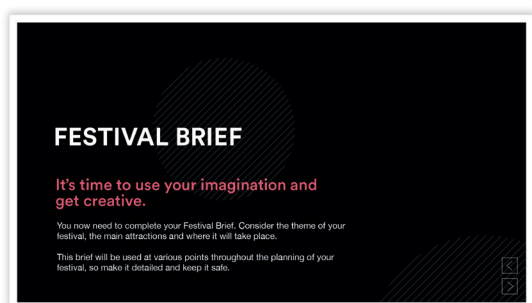 FESTIVAL BRIEF
It's time to use your imagination and
get creative.
You now need to complete your Festival Brief. Consider the theme of your
festival, the main attractions and where it will take place.
This brief will be used at various points throughout the planning of your
festival, so make it detailed and keep it safe.